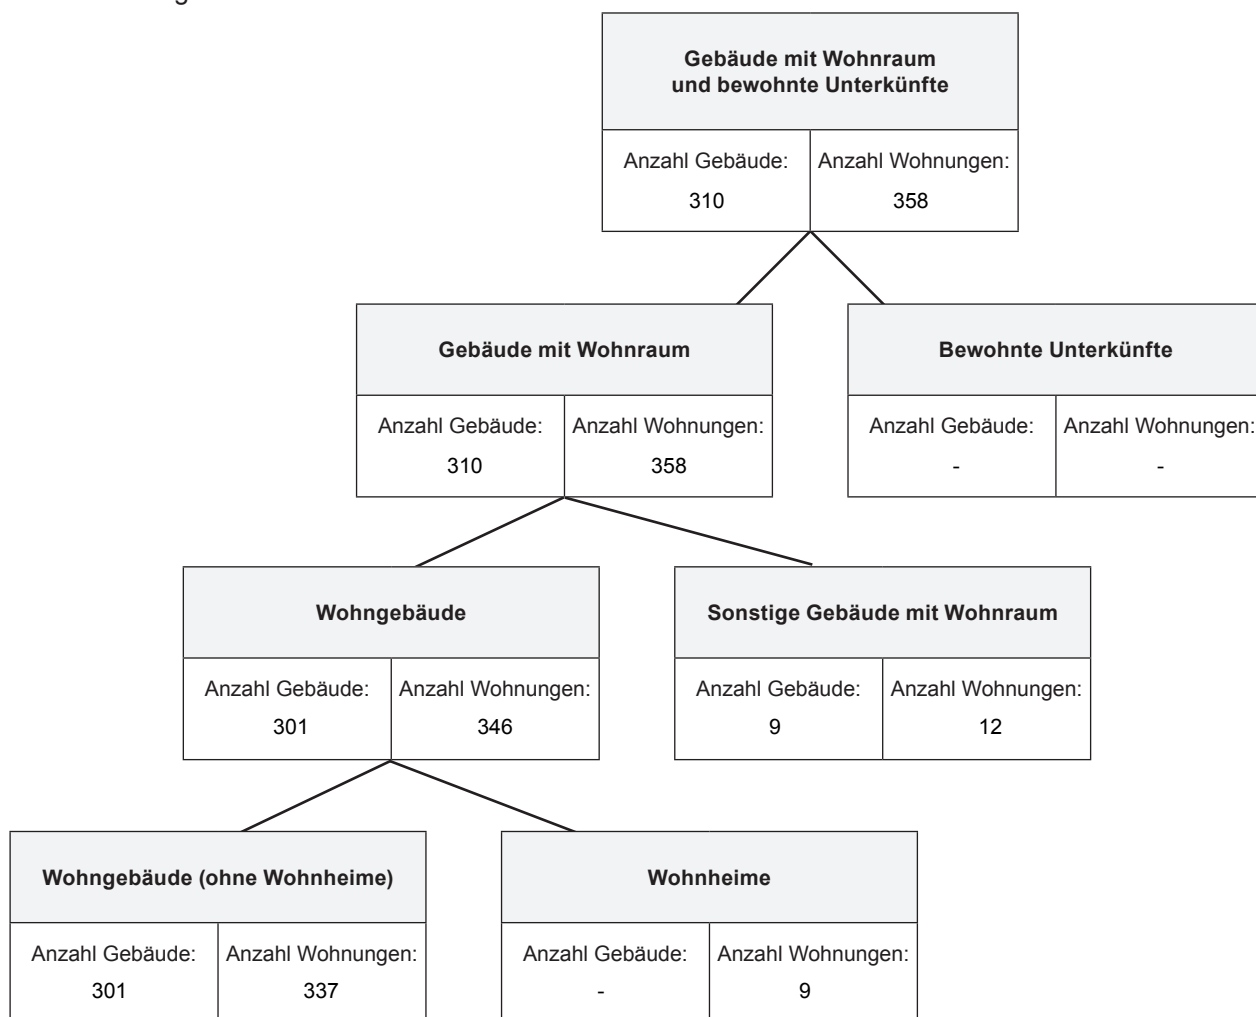 Gebäude mit Wohnraum
und bewohnte Unterkünfte
Anzahl Gebäude: Anzahl Wohnungen:
310 358
Gebäude mit Wohnraum
Bewohnte Unterkünfte
Anzahl Gebäude: Anzahl Wohnungen:
310 358
Anzahl Gebäude: Anzahl Wohnungen:
- -
Wohngebäude
Sonstige Gebäude mit Wohnraum
Anzahl Gebäude: Anzahl Wohnungen:
301 346
Anzahl Gebäude: Anzahl Wohnungen:
9 12
Wohngebäude (ohne Wohnheime)
Wohnheime
Anzahl Gebäude: Anzahl Wohnungen:
301 337
Anzahl Gebäude: Anzahl Wohnungen:
- 9